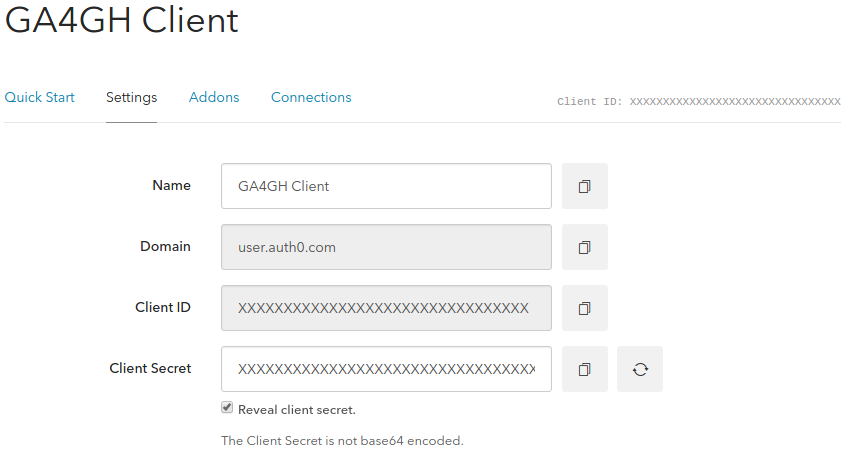 GA4GH Client
Quick Start Settings Addons Connections Client ID: XXXXXXXXXXXXXXXXXXXXXXXXXXXXXXXX
Name GA4GH Client
Domain user.auth0.com
Client ID XXXXXXXXXXXXXXXXXXXXXXXXXXXXXXXX
Client Secret XXXXXXXXXXXXXXXXXXXXXXXXXXXXXXXXX
Reveal client secret.
The Client Secret is not base64 encoded.